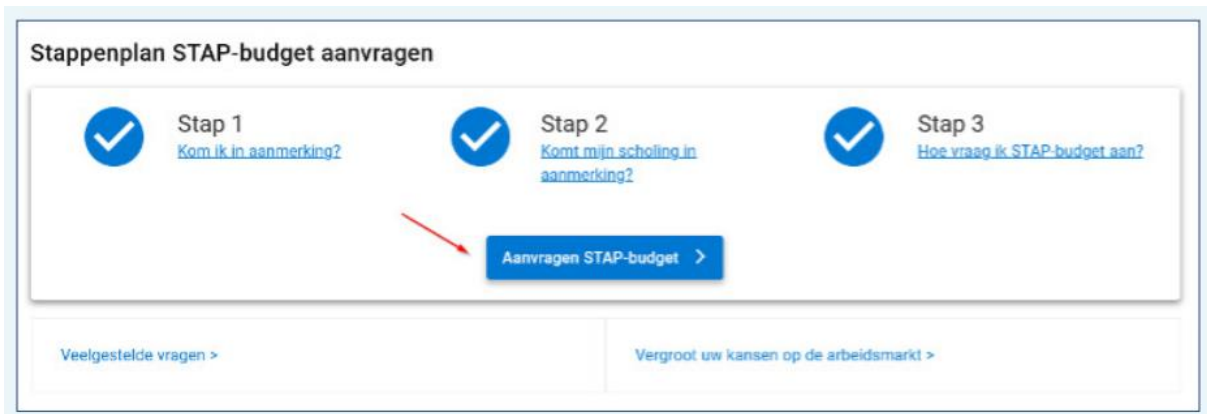 Stappenplan STAP-budget aanvragen
Stap 1
Kom ik in aanmerking?
Stap 2
Komt mijn scholing in
aanmerking?
Stap 3
Hoe vraag ik STAP-budget aan?
Aanvragen STAP-budget >
Veelgestelde vragen >
Vergroot uw kansen op de arbeidsmarkt >